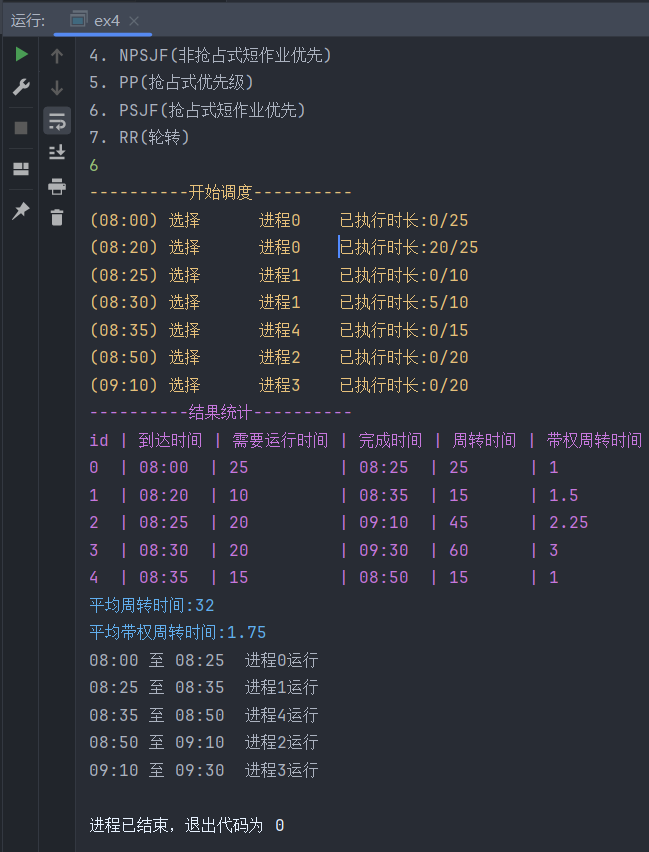 运行: ex4 ×
4. NPSJF(非抢占式短作业优先)
5. PP(抢占式优先级)
6. PSJF(抢占式短作业优先)
7. RR(轮转)
6
----------开始调度----------
(08:00) 选择 进程0 已执行时长:0/25
(08:20) 选择 进程0 已执行时长:20/25
(08:25) 选择 进程1 已执行时长:0/10
(08:30) 选择 进程1 已执行时长:5/10
(08:35) 选择 进程4 已执行时长:0/15
(08:50) 选择 进程2 已执行时长:0/20
(09:10) 选择 进程3 已执行时长:0/20
----------结果统计----------
id | 到达时间 | 需要运行时间 | 完成时间 | 周转时间 | 带权周转时间
0 | 08:00 | 25 | 08:25 | 25 | 1
1 | 08:20 | 10 | 08:35 | 15 | 1.5
2 | 08:25 | 20 | 09:10 | 45 | 2.25
3 | 08:30 | 20 | 09:30 | 60 | 3
4 | 08:35 | 15 | 08:50 | 15 | 1
平均周转时间:32
平均带权周转时间:1.75
08:00 至 08:25 进程0运行
08:25 至 08:35 进程1运行
08:35 至 08:50 进程4运行
08:50 至 09:10 进程2运行
09:10 至 09:30 进程3运行
进程已结束，退出代码为 0